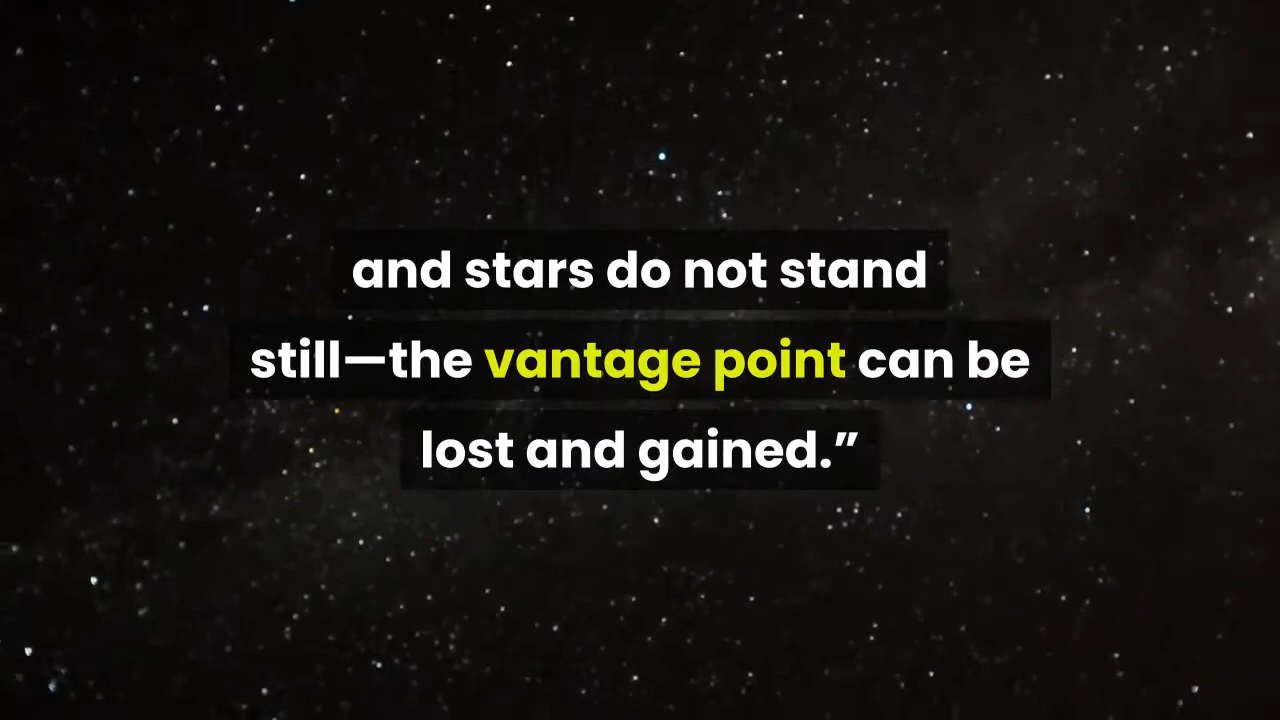 and stars do not stand
still—the vantage point can be
lost and gained.”